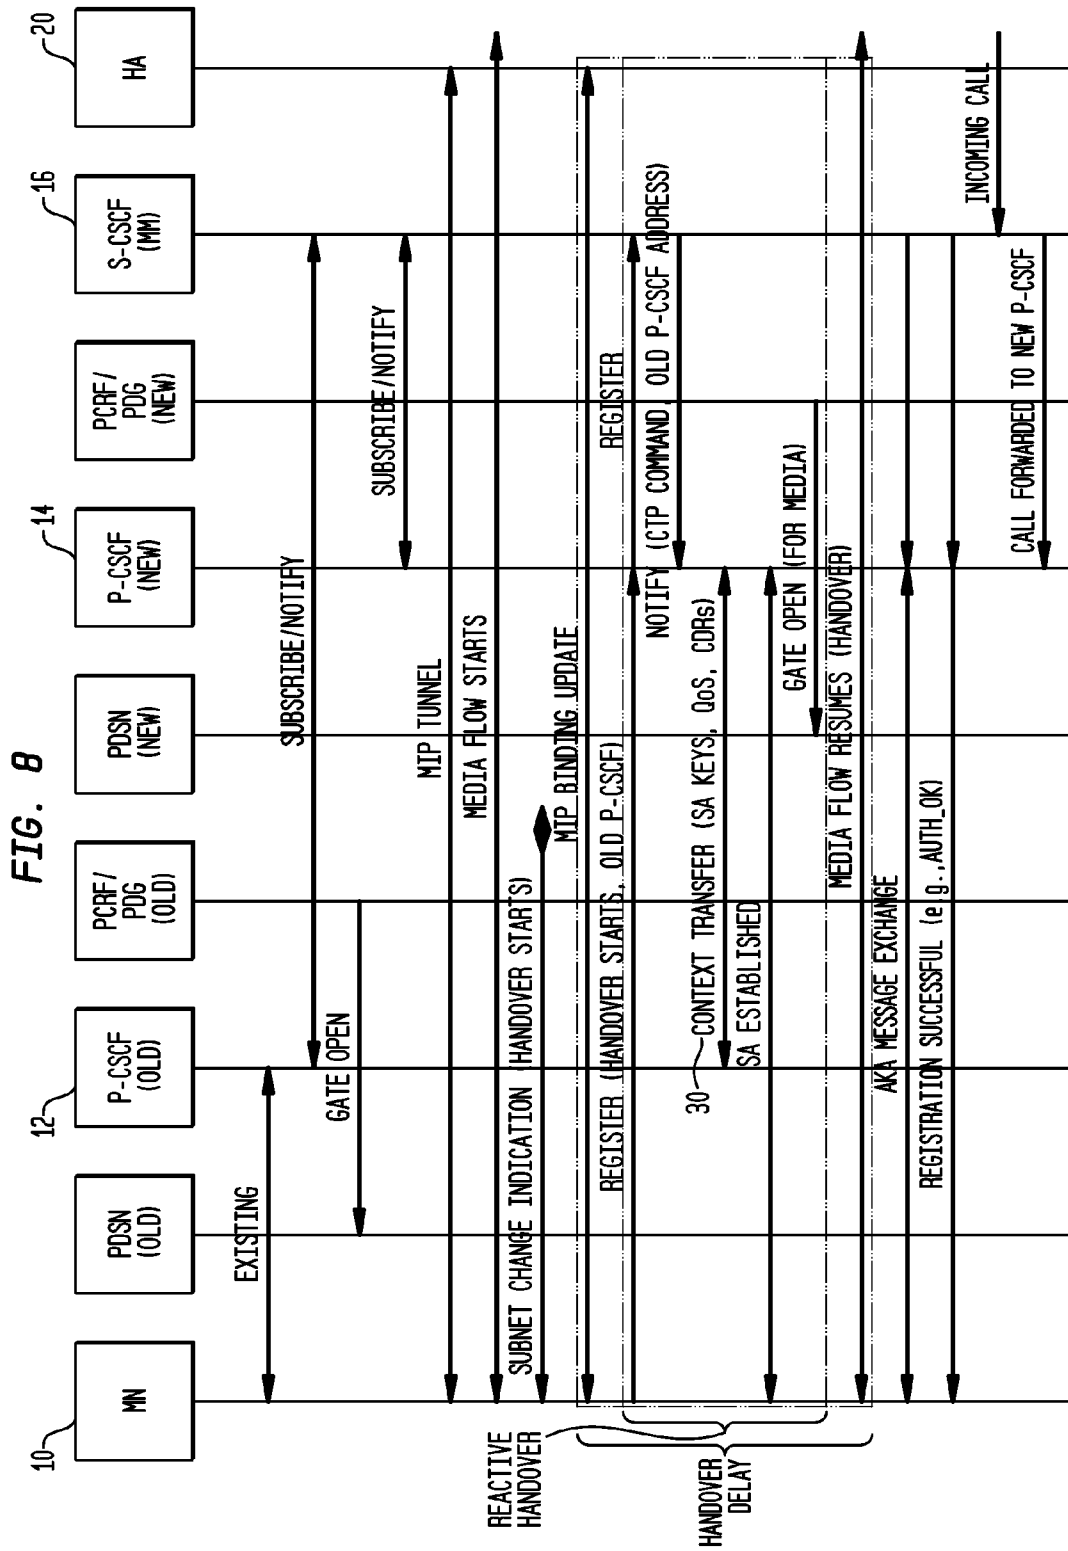 FIG. 8
10
MN
PDSN
(OLD)
12
P-CSCF
(OLD)
PCRF/
PDG
(OLD)
PDSN
(NEW)
14
P-CSCF
(NEW)
PCRF/
PDG
(NEW)
16
S-CSCF
(MM)
20
HA
EXISTING
SUBSCRIBE/NOTIFY
GATE OPEN
SUBSCRIBE/NOTIFY
MIP TUNNEL
MEDIA FLOW STARTS
SUBNET CHANGE INDICATION (HANDOVER STARTS)
MIP BINDING UPDATE
REACTIVE
HANDOVER
REGISTER (HANDOVER STARTS, OLD P-CSCF)
REGISTER
NOTIFY (CTP COMMAND, OLD P-CSCF ADDRESS)
30
CONTEXT TRANSFER (SA KEYS, QoS, CDRs)
HANDOVER
DELAY
SA ESTABLISHED
GATE OPEN (FOR MEDIA)
MEDIA FLOW RESUMES (HANDOVER)
AKA MESSAGE EXCHANGE
REGISTRATION SUCCESSFUL (e.g.,AUTH_OK)
INCOMING CALL
CALL FORWARDED TO NEW P-CSCF